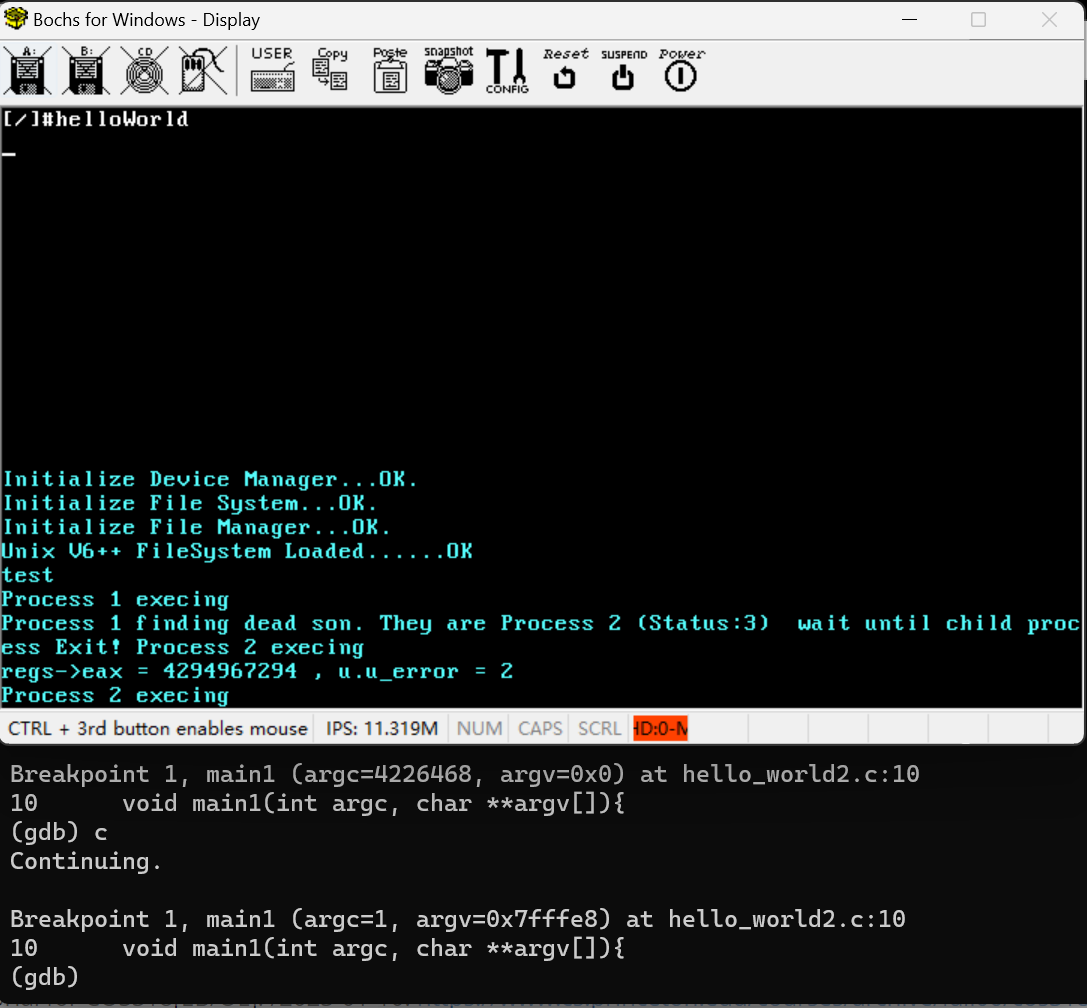 Bochs for Windows - Display
A: B: CD USER Copy Paste snapshot CONFIG Reset SUSPEND Power
[/]#helloWorld
Initialize Device Manager...OK.
Initialize File System...OK.
Initialize File Manager...OK.
Unix V6++ FileSystem Loaded......OK
test
Process 1 execing
Process 1 finding dead son. They are Process 2 (Status:3)  wait until child proc
ess Exit! Process 2 execing
regs->eax = 4294967294 , u.u_error = 2
Process 2 execing
CTRL + 3rd button enables mouse IPS: 11.319M NUM CAPS SCRL HD:0-M
Breakpoint 1, main1 (argc=4226468, argv=0x0) at hello_world2.c:10
10      void main1(int argc, char **argv[]){
(gdb) c
Continuing.
Breakpoint 1, main1 (argc=1, argv=0x7fffe8) at hello_world2.c:10
10      void main1(int argc, char **argv[]){
(gdb)